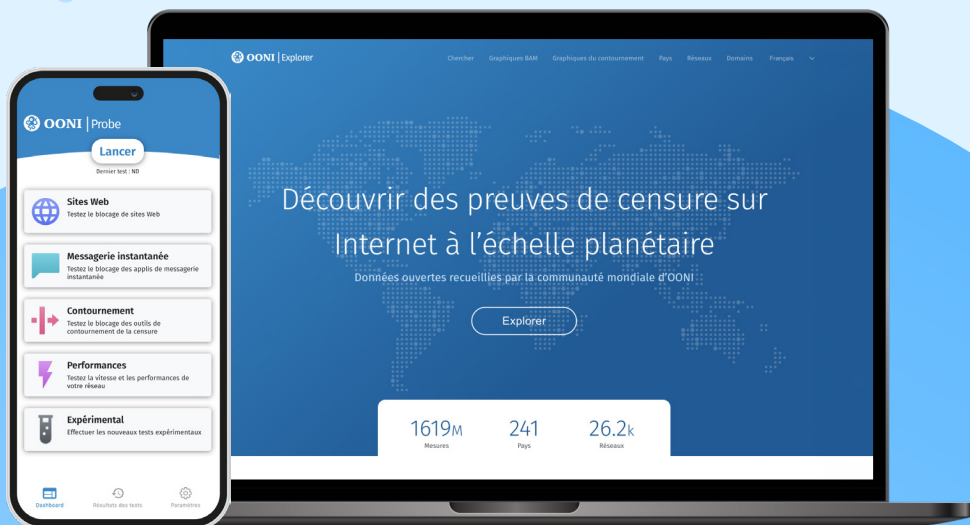 OONI | Probe
Lancer
Dernier test : ND
Sites Web
Testez le blocage de sites Web
Messagerie instantanée
Testez le blocage des applis de messagerie
instantanée
Contournement
Testez le blocage des outils de
contournement de la censure
Performances
Testez la vitesse et les performances de
votre réseau
Expérimental
Effectuer les nouveaux tests expérimentaux
Dashboard Résultats des tests Paramètres
OONI | Explorer Chercher Graphiques BAM Graphiques du contournement Pays Réseaux Domains Français
Découvrir des preuves de censure sur
Internet à l’échelle planétaire
Données ouvertes recueillies par la communauté mondiale d’OONI
Explorer
1619M 241 26.2k
Mesures Pays Réseaux